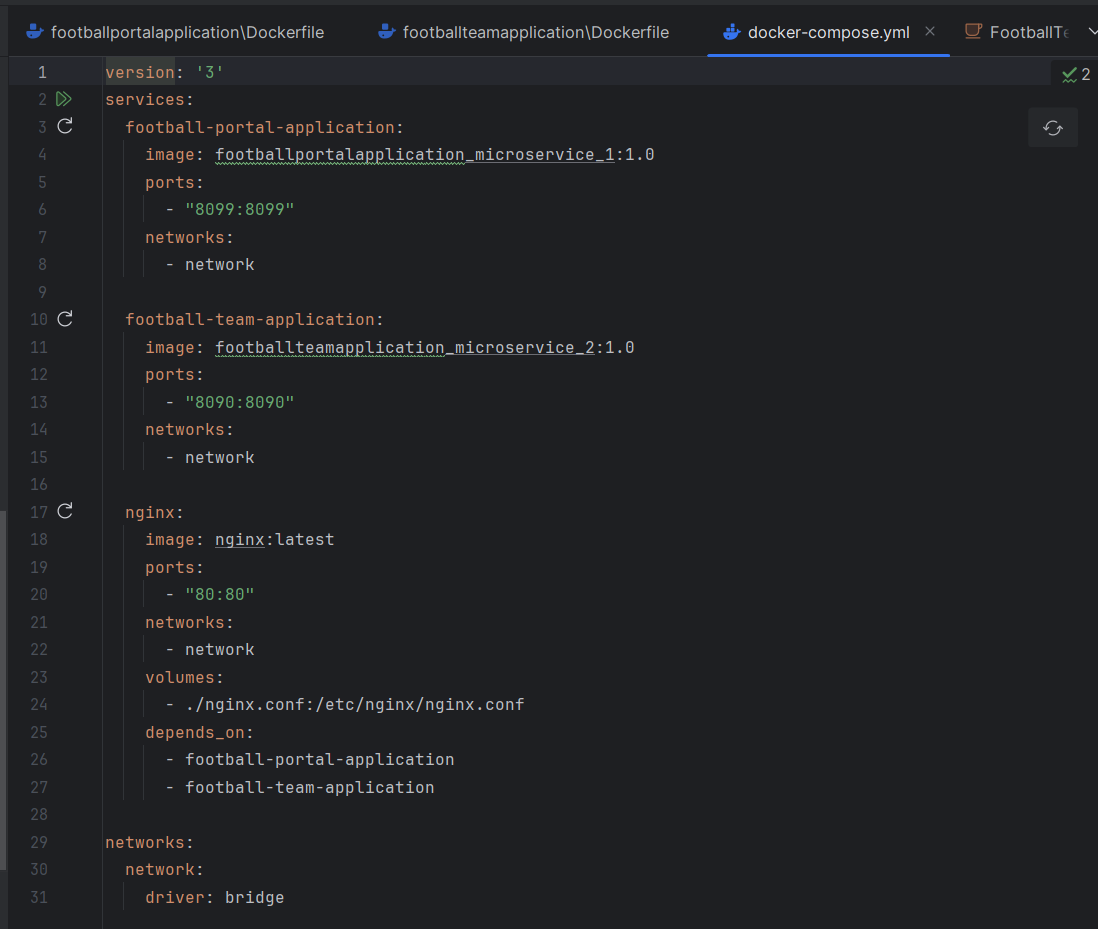 footballportalapplication\Dockerfile footballteamapplication\Dockerfile docker-compose.yml FootballTe
1 version: '3' 2
2 services:
3 football-portal-application:
4 image: footballportalapplication_microservice_1:1.0
5 ports:
6 - "8099:8099"
7 networks:
8 - network
9
10 football-team-application:
11 image: footballteamapplication_microservice_2:1.0
12 ports:
13 - "8090:8090"
14 networks:
15 - network
16
17 nginx:
18 image: nginx:latest
19 ports:
20 - "80:80"
21 networks:
22 - network
23 volumes:
24 - ./nginx.conf:/etc/nginx/nginx.conf
25 depends_on:
26 - football-portal-application
27 - football-team-application
28
29 networks:
30 network:
31 driver: bridge